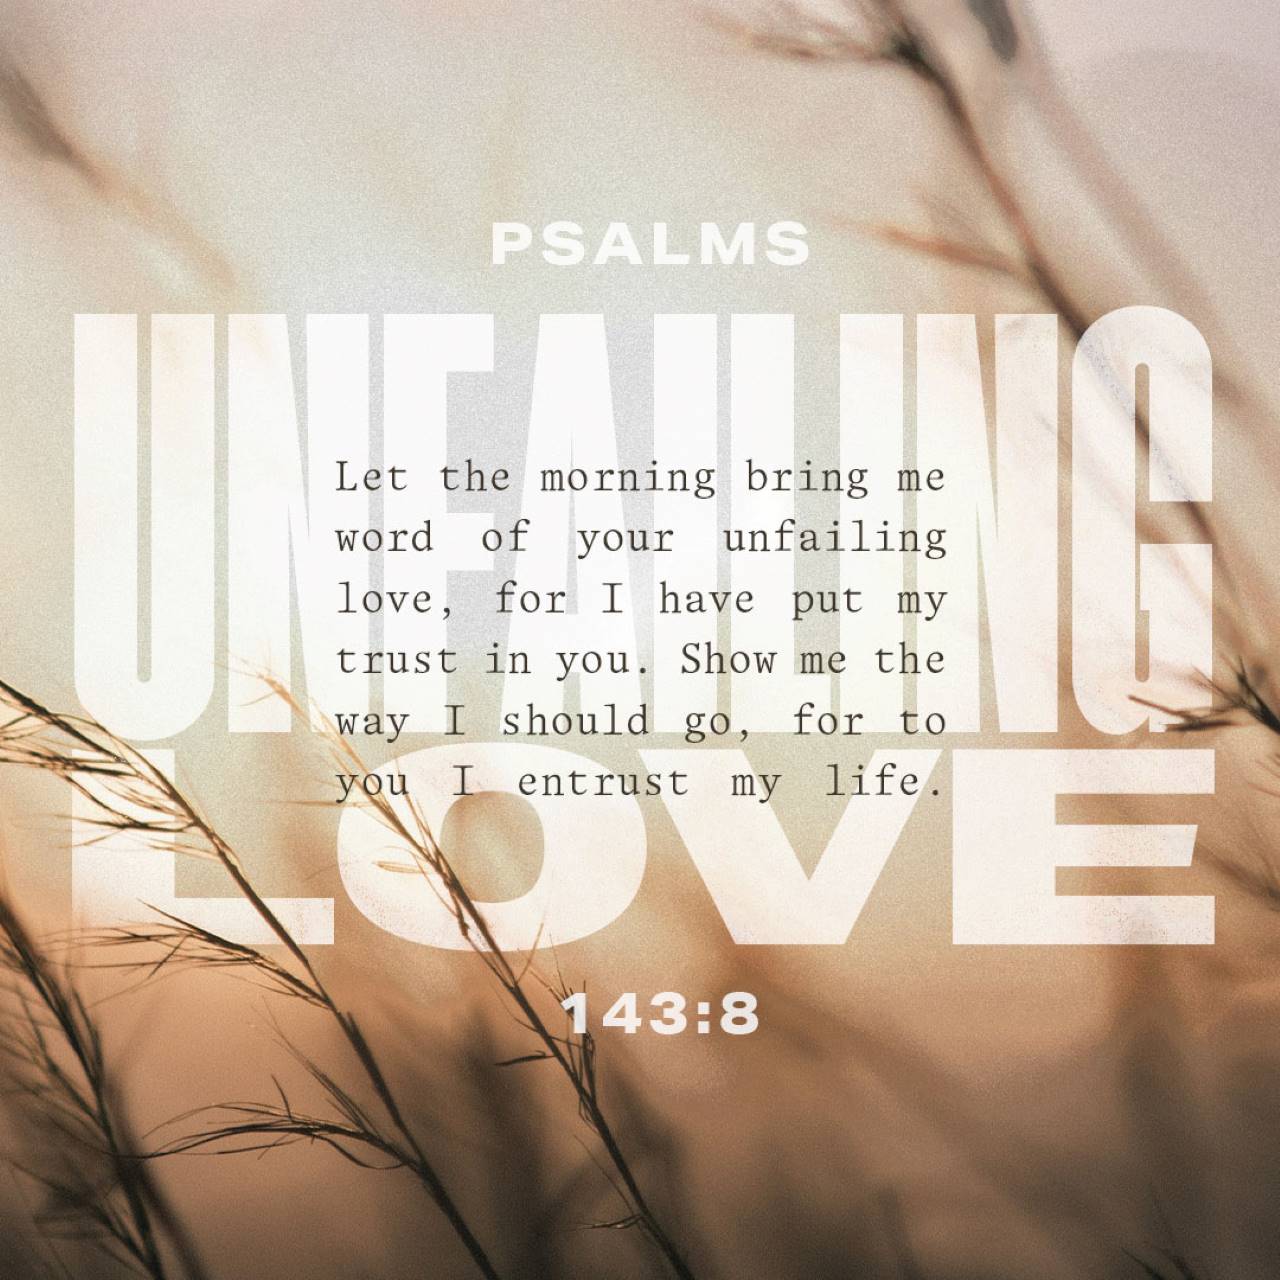 PSALMS
UNFAILING
Let the morning bring me
word of your unfailing
love, for I have put my
trust in you. Show me the
way I should go, for to
you I entrust my life.
LOVE
143:8